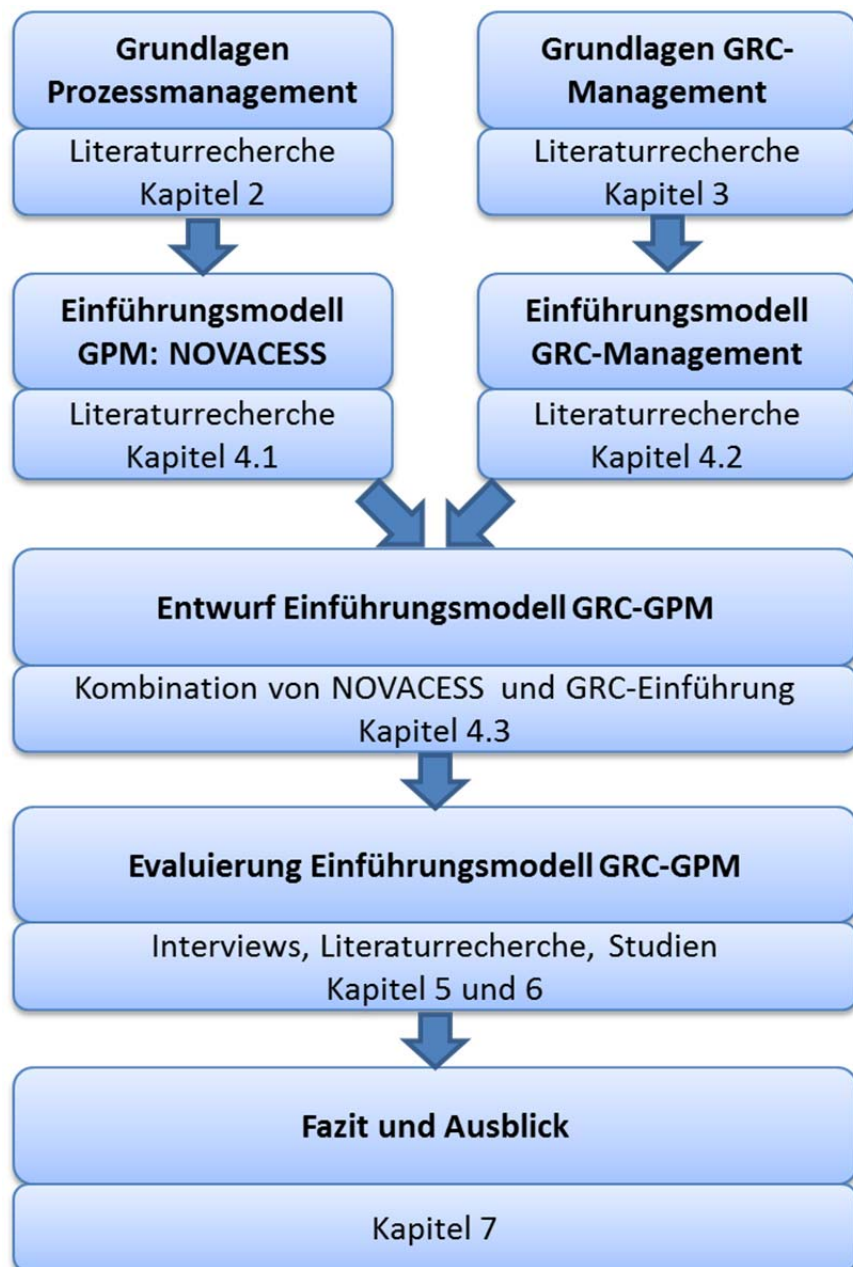 Grundlagen
Prozessmanagement
Literaturrecherche
Kapitel 2
Grundlagen GRC-
Management
Literaturrecherche
Kapitel 3
Einführungsmodell
GPM: NOVACESS
Literaturrecherche
Kapitel 4.1
Einführungsmodell
GRC-Management
Literaturrecherche
Kapitel 4.2
Entwurf Einführungsmodell GRC-GPM
Kombination von NOVACESS und GRC-Einführung
Kapitel 4.3
Evaluierung Einführungsmodell GRC-GPM
Interviews, Literaturrecherche, Studien
Kapitel 5 und 6
Fazit und Ausblick
Kapitel 7